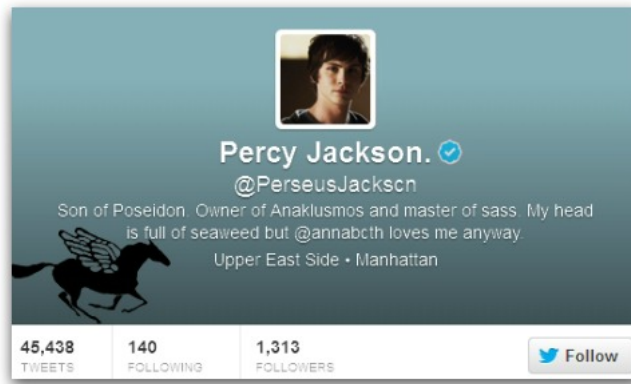 Percy Jackson.
@PerseusJackscn
Son of Poseidon. Owner of Anaklusmos and master of sass. My head
is full of seaweed but @annabcth loves me anyway.
Upper East Side • Manhattan
45,438 140 1,313
TWEETS FOLLOWING FOLLOWERS
Follow